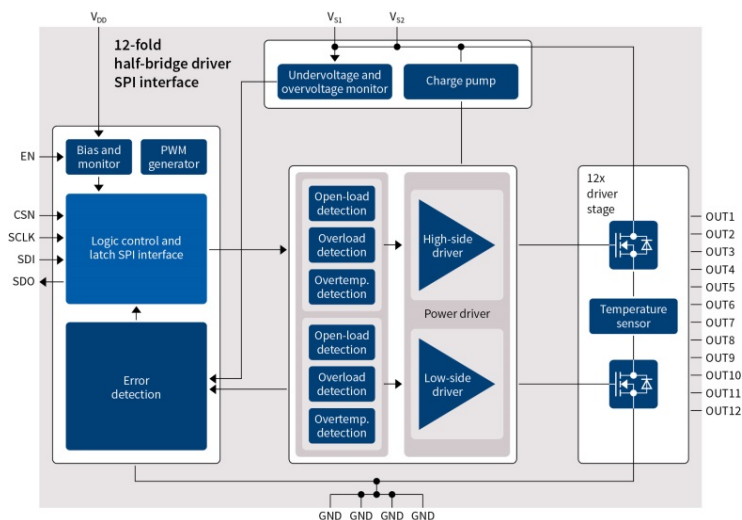 VDD
VS1
VS2
12-fold
half-bridge driver
SPI interface
Undervoltage and
overvoltage monitor
Charge pump
EN
Bias and
monitor
PWM
generator
CSN
SCLK
SDI
SDO
Logic control and
latch SPI interface
Error
detection
Open-load
detection
Overload
detection
Overtemp.
detection
High-side
driver
Power driver
Open-load
detection
Overload
detection
Overtemp.
detection
Low-side
driver
12x
driver
stage
Temperature
sensor
OUT1
OUT2
OUT3
OUT4
OUT5
OUT6
OUT7
OUT8
OUT9
OUT10
OUT11
OUT12
GND GND GND GND